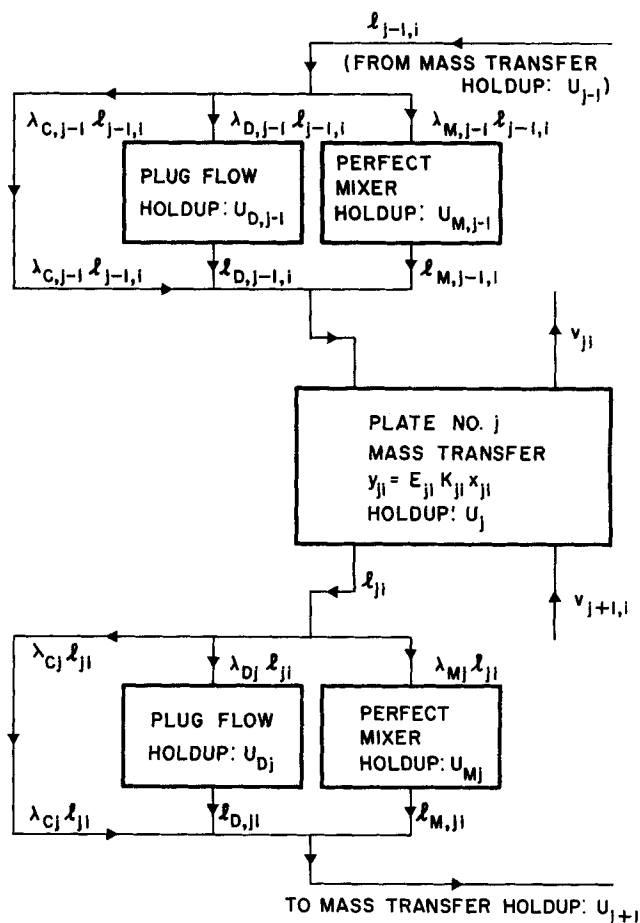 ℓj-1,i
(FROM MASS TRANSFER
HOLDUP: Uj-1)
λC,j-1 ℓj-1,i
λD,j-1 ℓj-1,i
λM,j-1 ℓj-1,i
PLUG FLOW
HOLDUP: UD,j-1
PERFECT
MIXER
HOLDUP: UM,j-1
λC,j-1 ℓj-1,i
ℓD,j-1,i
ℓM,j-1,i
vji
PLATE NO. j
MASS TRANSFER
yji = Eji Kji xji
HOLDUP: Uj
ℓji
vj+1,i
λCj ℓji
λDj ℓji
λMj ℓji
PLUG FLOW
HOLDUP: UDj
PERFECT
MIXER
HOLDUP: UMj
λCj ℓji
ℓD,ji
ℓM,ji
TO MASS TRANSFER HOLDUP: Uj+1